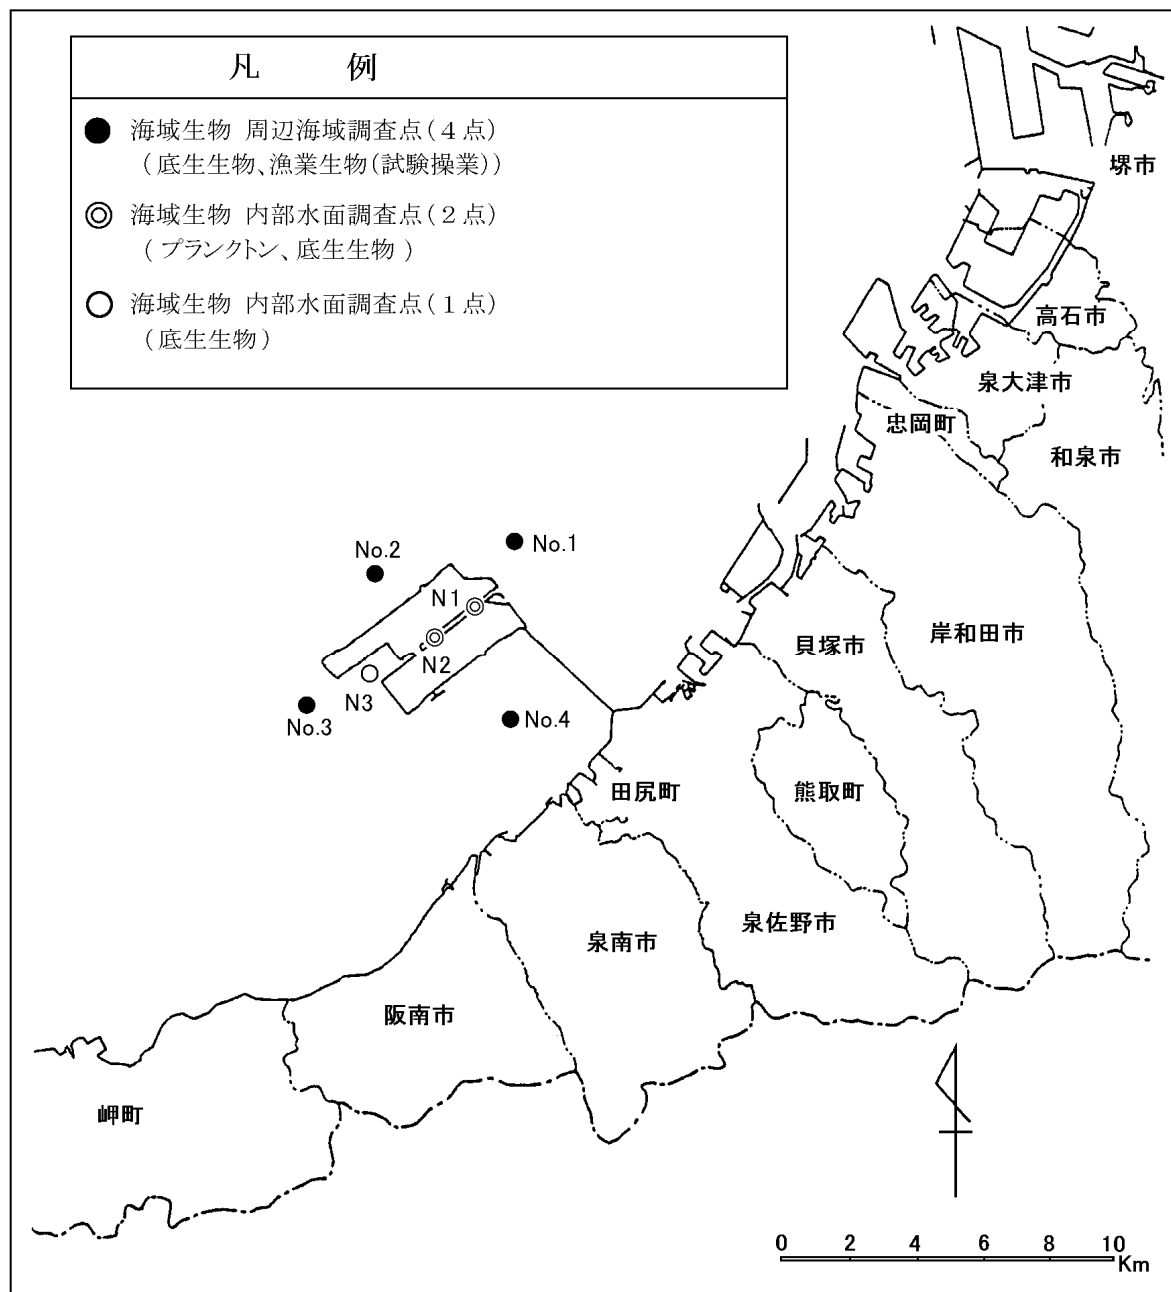 凡 例
海域生物 周辺海域調査点(4点)
(底生生物、漁業生物(試験操業))
海域生物 内部水面調査点(2点)
(プランクトン、底生生物)
海域生物 内部水面調査点(1点)
(底生生物)
堺市
高石市
泉大津市
忠岡町
和泉市
No.1
No.2
N1
岸和田市
貝塚市
N2
N3
No.3
No.4
田尻町
熊取町
泉佐野市
泉南市
阪南市
岬町
0 2 4 6 8 10
Km